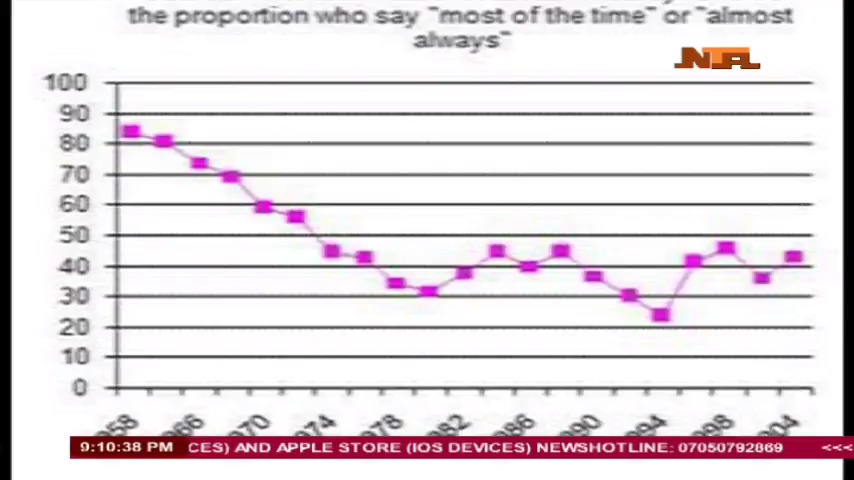 the proportion who say "most of the time" or "almost
always"
NTA
100
90
80
70
60
50
40
30
20
10
0
9:10:38 PM CES) AND APPLE STORE (IOS DEVICES) NEWSHOTLINE: 07050792869 <<<